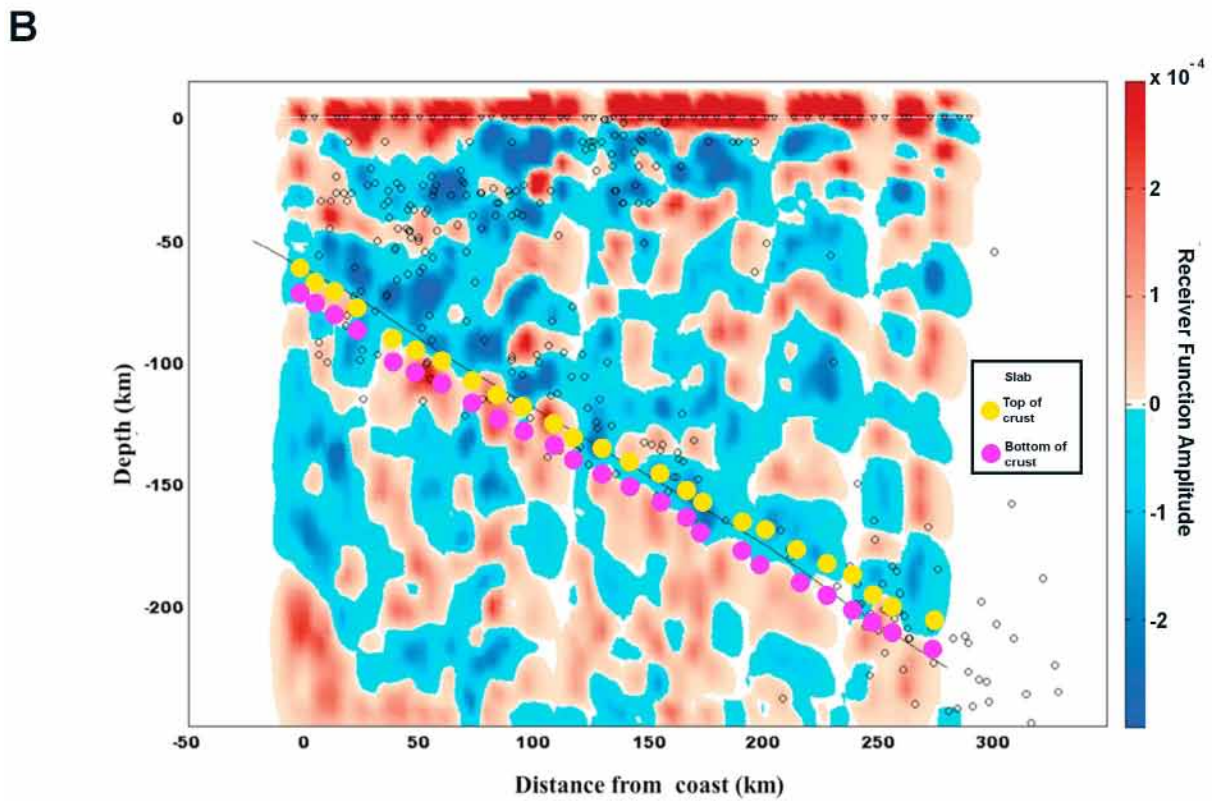 B
x 10-4
0
-50
-100
-150
-200
Depth (km)
-50 0 50 100 150 200 250 300
Distance from coast (km)
Slab
Top of
crust
Bottom of
crust
2
1
0
-1
-2
Receiver Function Amplitude